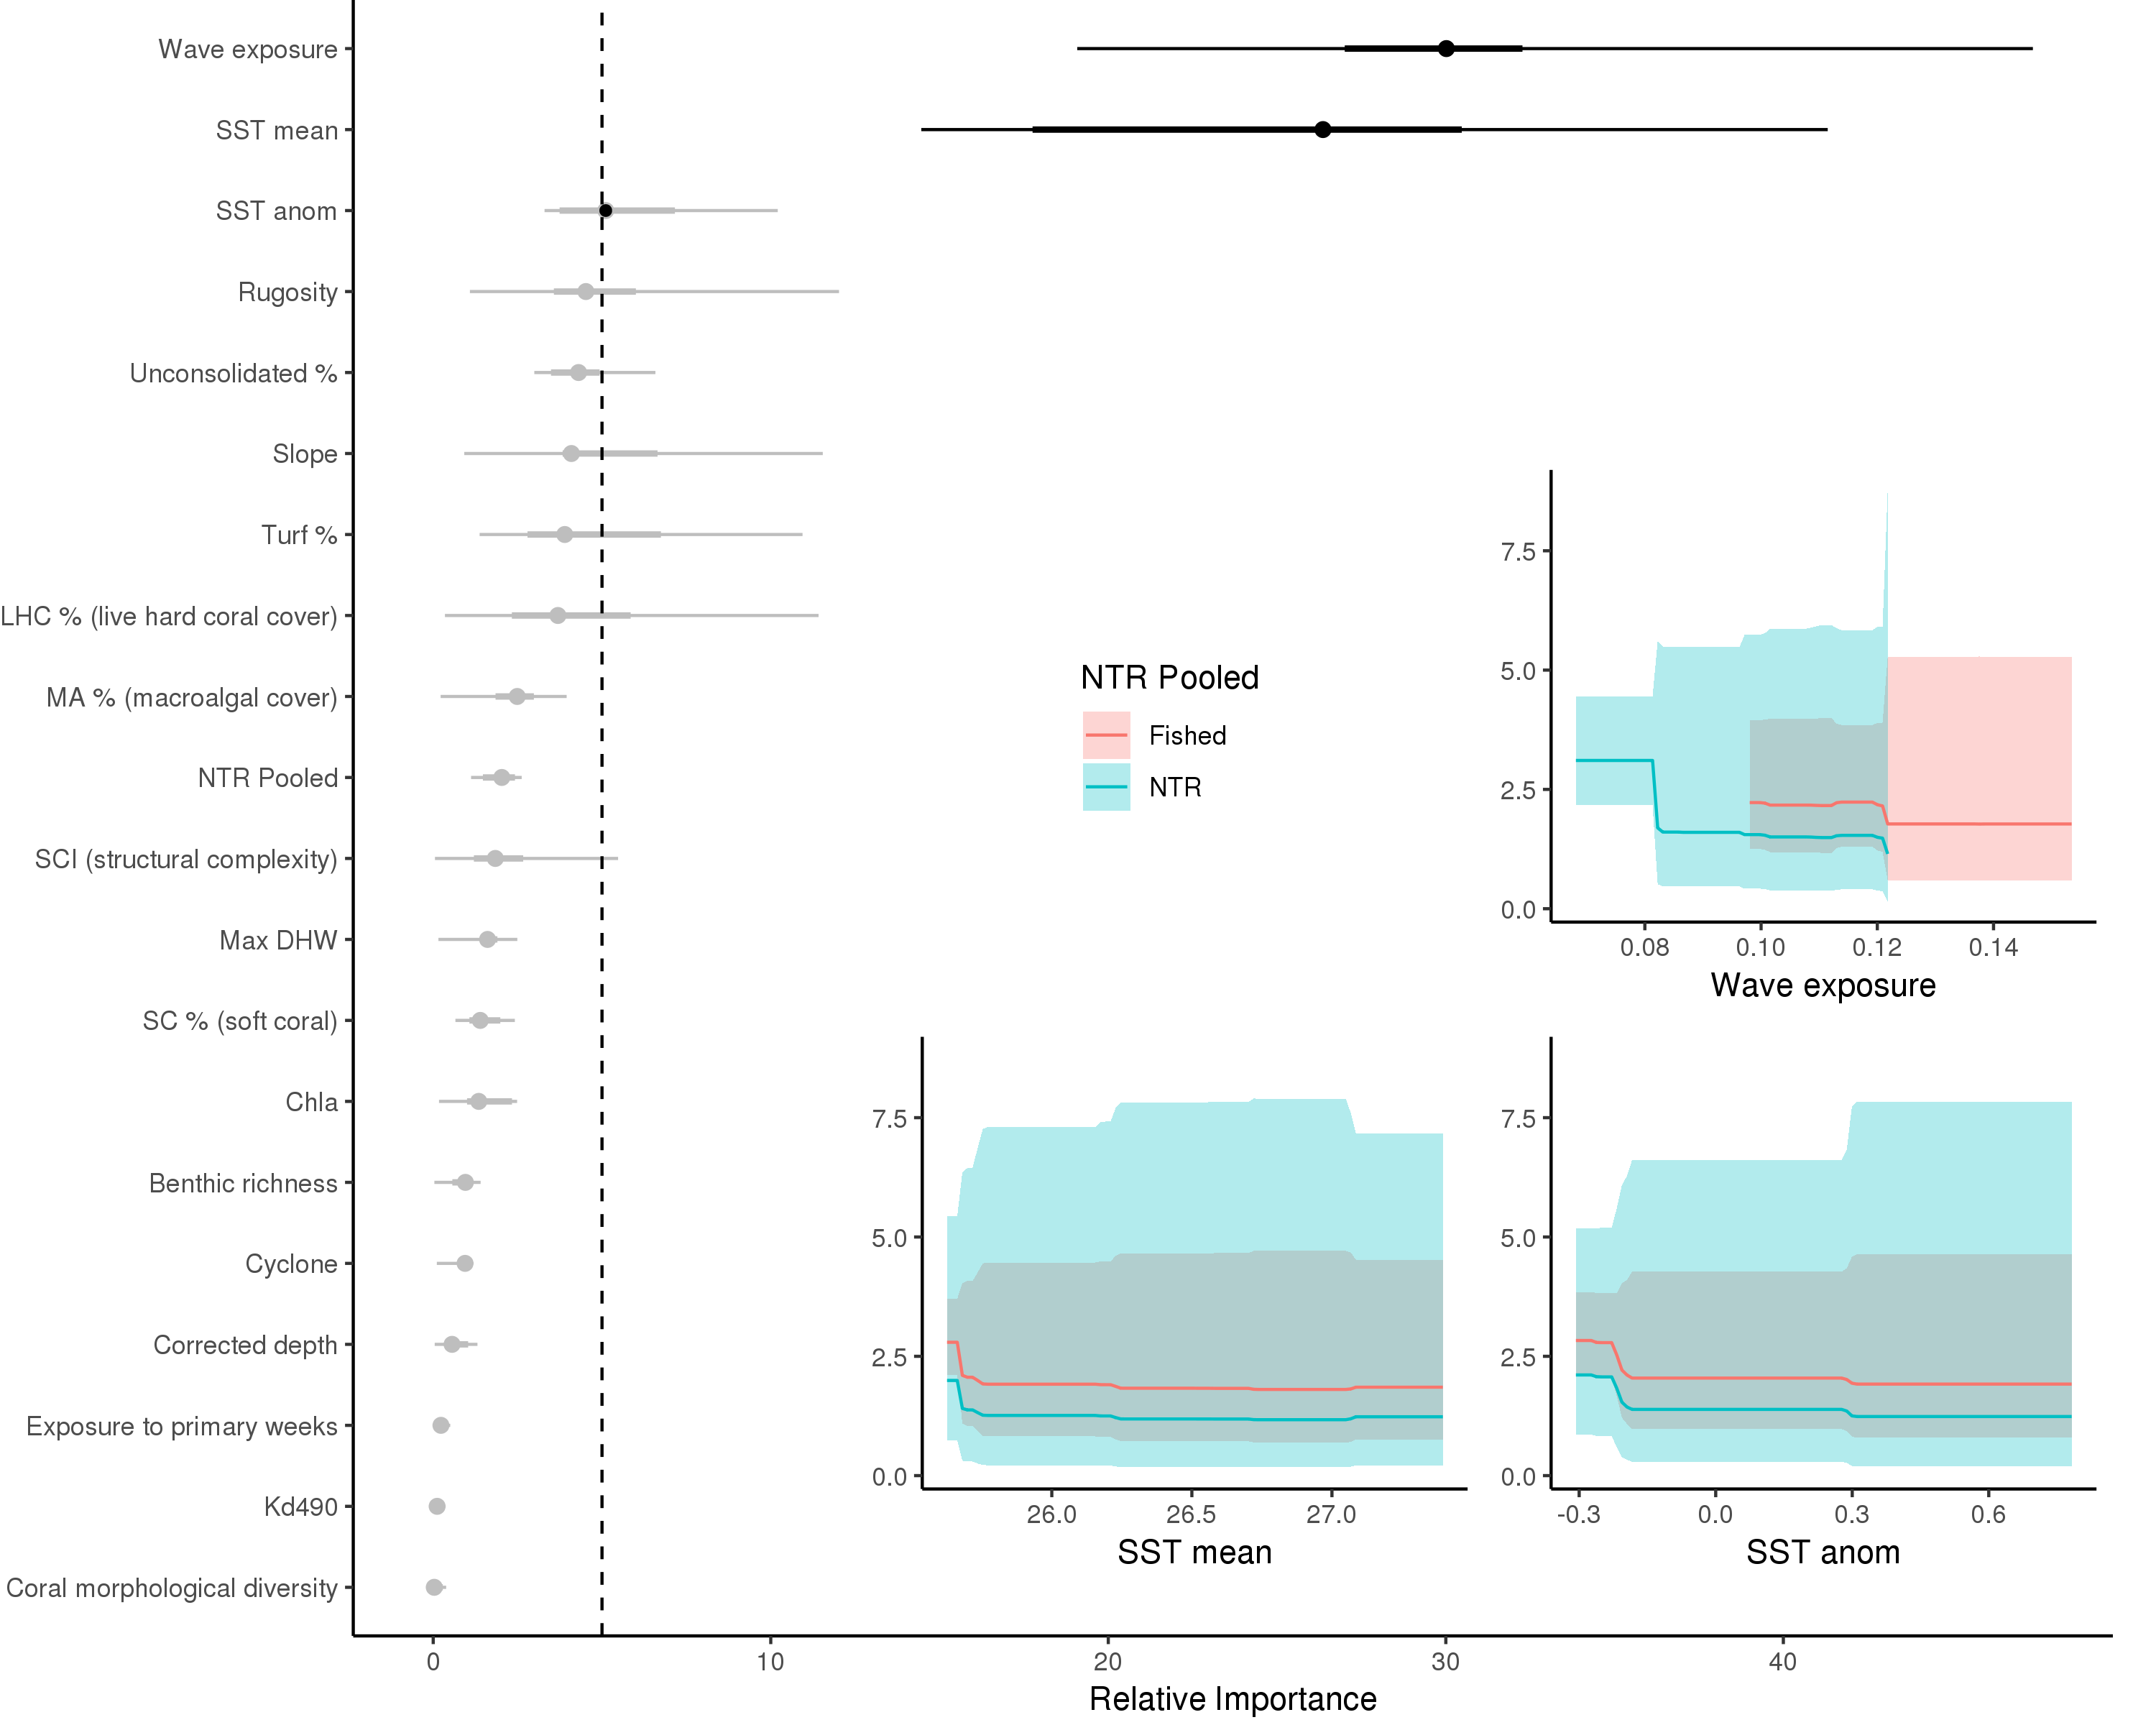 Wave exposure
SST mean
SST anom
Rugosity
Unconsolidated %
Slope
Turf %
LHC % (live hard coral cover)
MA % (macroalgal cover)
NTR Pooled
SCI (structural complexity)
Max DHW
SC % (soft coral)
Chla
Benthic richness
Cyclone
Corrected depth
Exposure to primary weeks
Kd490
Coral morphological diversity
0 10 20 30 40
Relative Importance
NTR Pooled
Fished
NTR
7.5
5.0
2.5
0.0
0.08 0.10 0.12 0.14
Wave exposure
7.5
5.0
2.5
0.0
26.0 26.5 27.0
SST mean
7.5
5.0
2.5
0.0
-0.3 0.0 0.3 0.6
SST anom